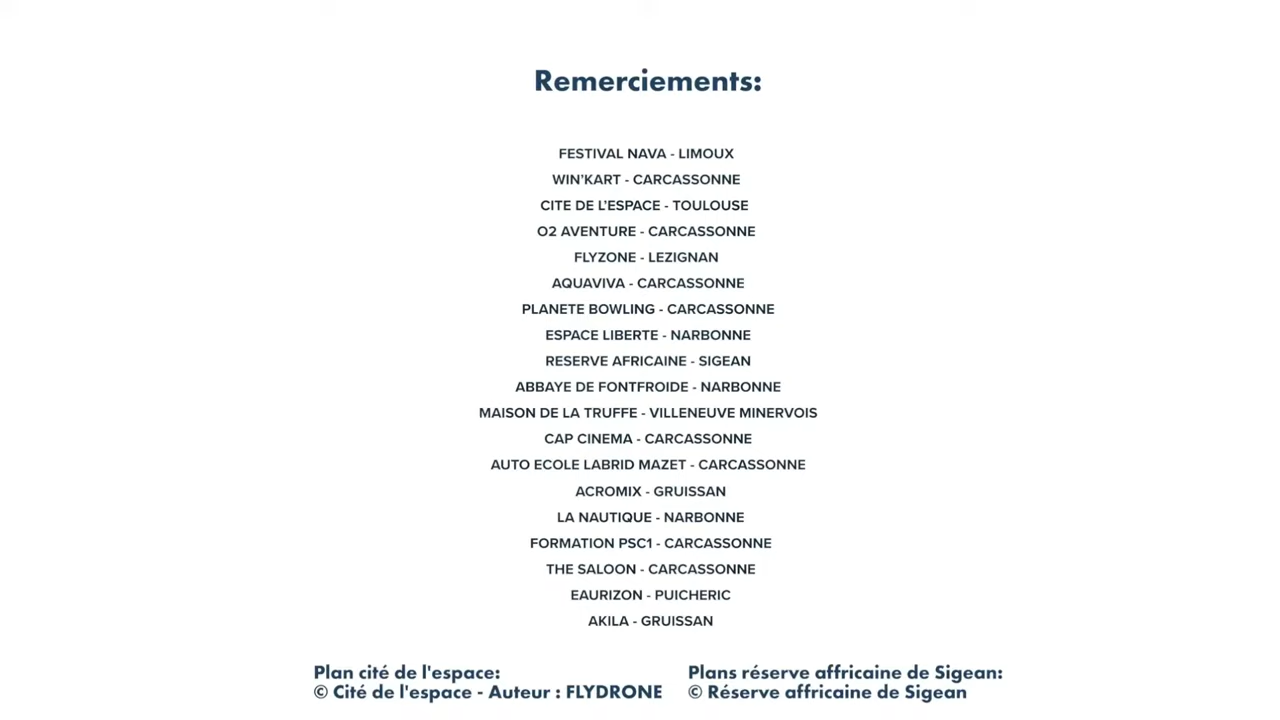 Remerciements:
FESTIVAL NAVA - LIMOUX
WIN'KART - CARCASSONNE
CITE DE L'ESPACE - TOULOUSE
O2 AVENTURE - CARCASSONNE
FLYZONE - LEZIGNAN
AQUAVIVA - CARCASSONNE
PLANETE BOWLING - CARCASSONNE
ESPACE LIBERTE - NARBONNE
RESERVE AFRICAINE - SIGEAN
ABBAYE DE FONTFROIDE - NARBONNE
MAISON DE LA TRUFFE - VILLENEUVE MINERVOIS
CAP CINEMA - CARCASSONNE
AUTO ECOLE LABRID MAZET - CARCASSONNE
ACROMIX - GRUISSAN
LA NAUTIQUE - NARBONNE
FORMATION PSC1 - CARCASSONNE
THE SALOON - CARCASSONNE
EAURIZON - PUICHERIC
AKILA - GRUISSAN
Plan cité de l'espace:
© Cité de l'espace - Auteur : FLYDRONE
Plans réserve affricaine de Sigean:
© Réserve affricaine de Sigean